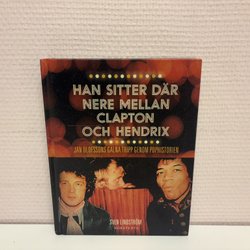 HAN SITTER DÄR
NERE MELLAN
CLAPTON
OCH HENDRIX
JAN OLOFSSONS GALNA TRIPP GENOM POPHISTORIEN
SVEN LINDSTRÖM